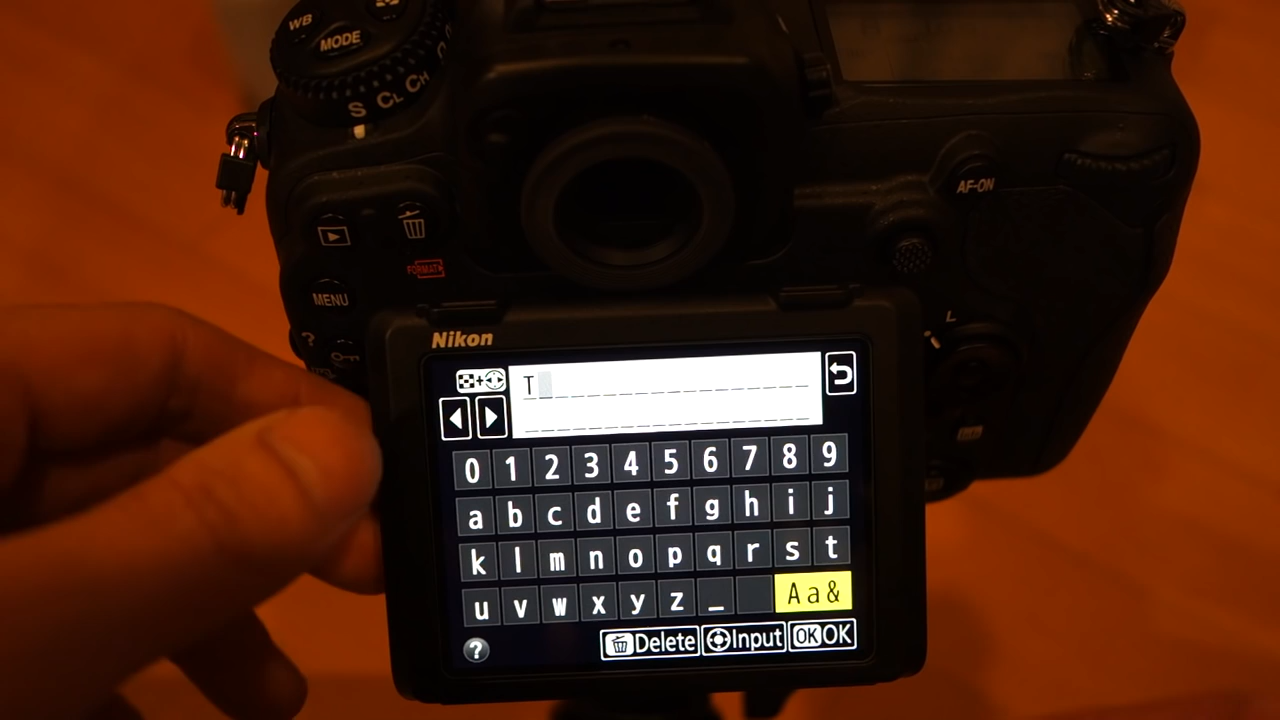 WB
MODE
S CL CH
AF-ON
FORMAT
MENU
?
L
Nikon
T
0 1 2 3 4 5 6 7 8 9
a b c d e f g h i j
k l m n o p q r s t
u v w x y z _ Aa&
? Delete Input OK OK